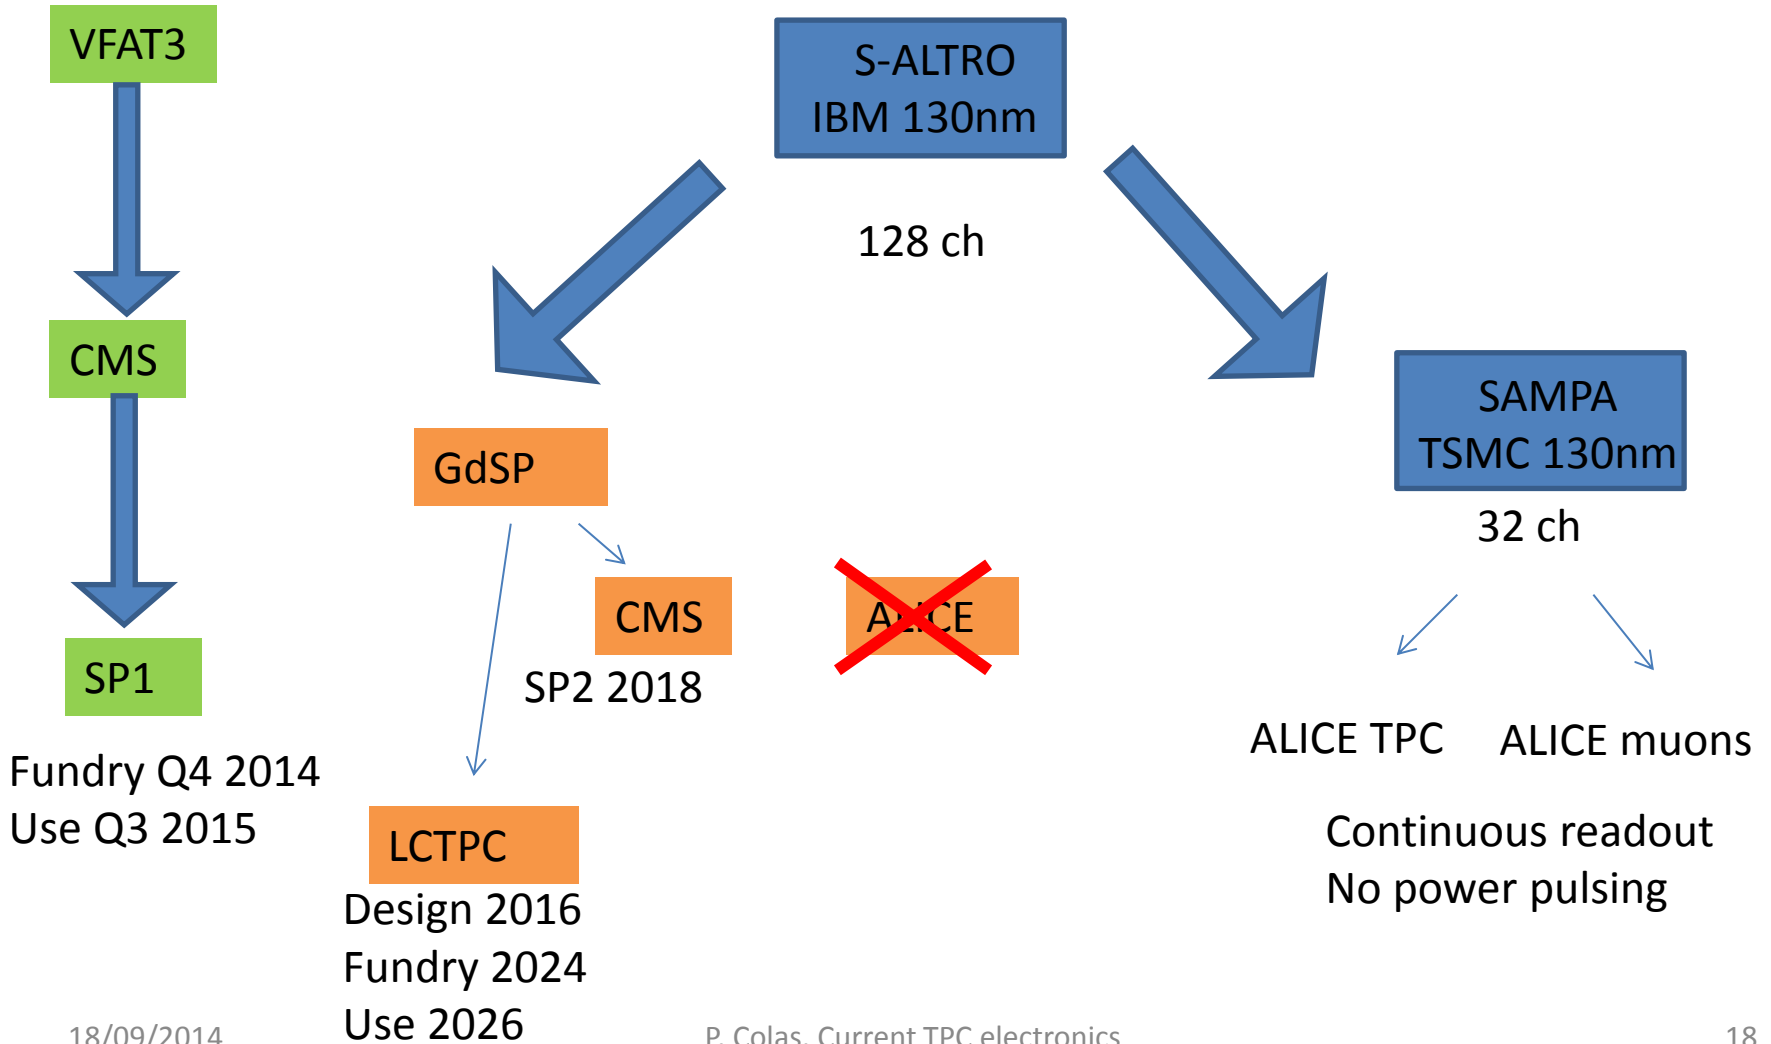 VFAT3
CMS
SP1
Fundry Q4 2014
Use Q3 2015
S-ALTRO
IBM 130nm
128 ch
GdSP
CMS
SP2 2018
ALICE
LCTPC
Design 2016
Fundry 2024
Use 2026
SAMPA
TSMC 130nm
32 ch
ALICE TPC
ALICE muons
Continuous readout
No power pulsing
18/09/2014
P. Colas, Current TPC electronics
18